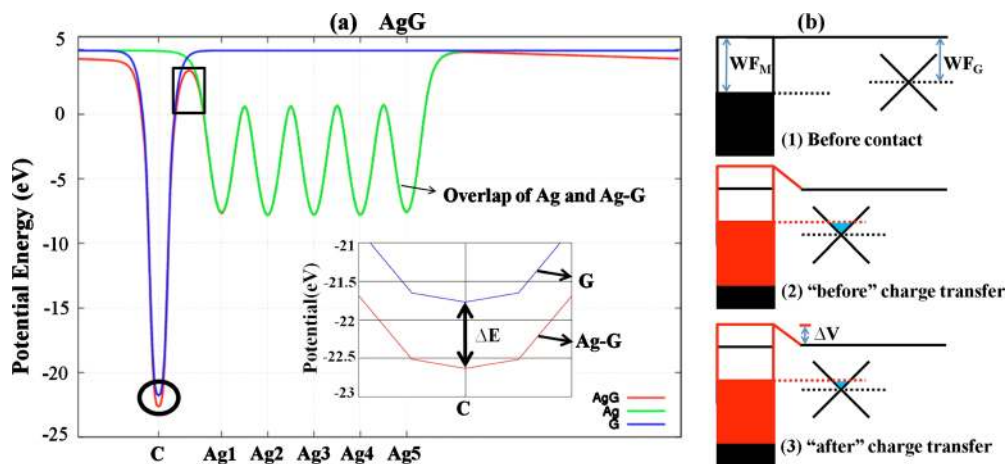 (a) AgG
Potential Energy (eV)
5
0
-5
-10
-15
-20
-25
C Ag1 Ag2 Ag3 Ag4 Ag5
Overlap of Ag and Ag-G
Potential(eV)
-21
-21.5
-22
-22.5
-23
G
ΔE
Ag-G
C
AgG
Ag
G
(b)
WF_M
WF_G
(1) Before contact
(2) “before” charge transfer
ΔV
(3) “after” charge transfer